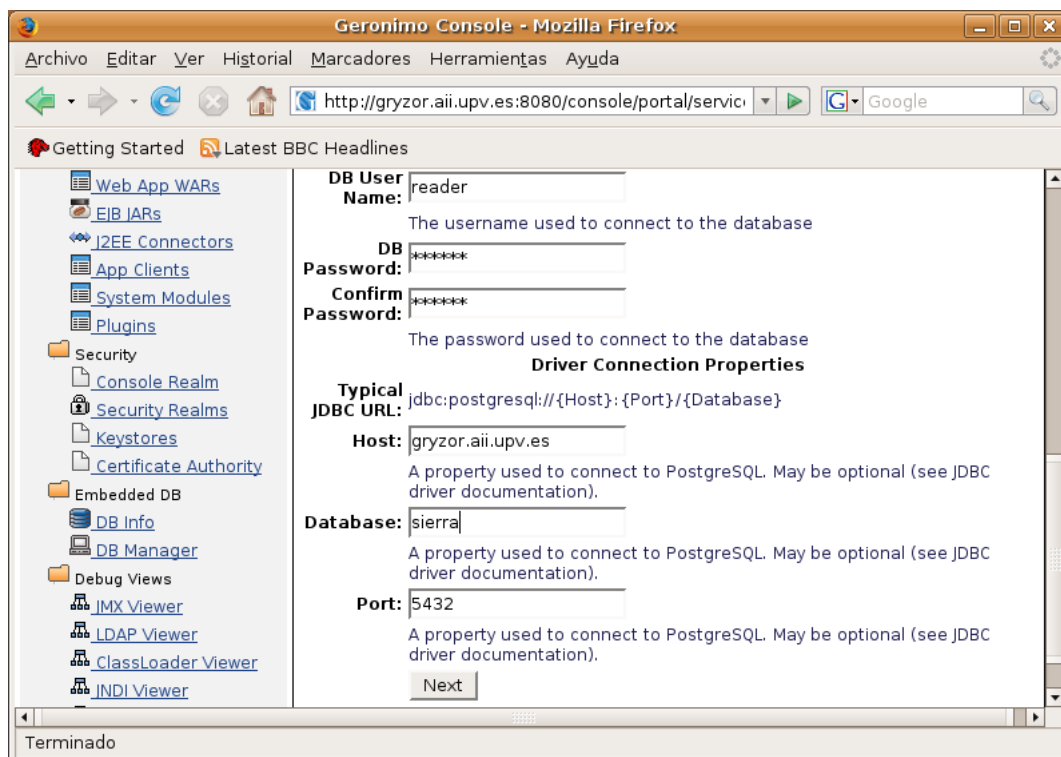 Geronimo Console - Mozilla Firefox
Archivo Editar Ver Historial Marcadores Herramientas Ayuda
http://gryzor.aii.upv.es:8080/console/portal/servic
G Google
Getting Started Latest BBC Headlines
Web App WARs
EJB JARs
J2EE Connectors
App Clients
System Modules
Plugins
Security
Console Realm
Security Realms
Keystores
Certificate Authority
Embedded DB
DB Info
DB Manager
Debug Views
JMX Viewer
LDAP Viewer
ClassLoader Viewer
JNDI Viewer
DB User
Name:
reader
The username used to connect to the database
DB
Password:
******
Confirm
Password:
******
The password used to connect to the database
Driver Connection Properties
Typical
JDBC URL:
jdbc:postgresql://{Host}:{Port}/{Database}
Host: gryzor.aii.upv.es
A property used to connect to PostgreSQL. May be optional (see JDBC
driver documentation).
Database: sierra
A property used to connect to PostgreSQL. May be optional (see JDBC
driver documentation).
Port: 5432
A property used to connect to PostgreSQL. May be optional (see JDBC
driver documentation).
Next
Terminado